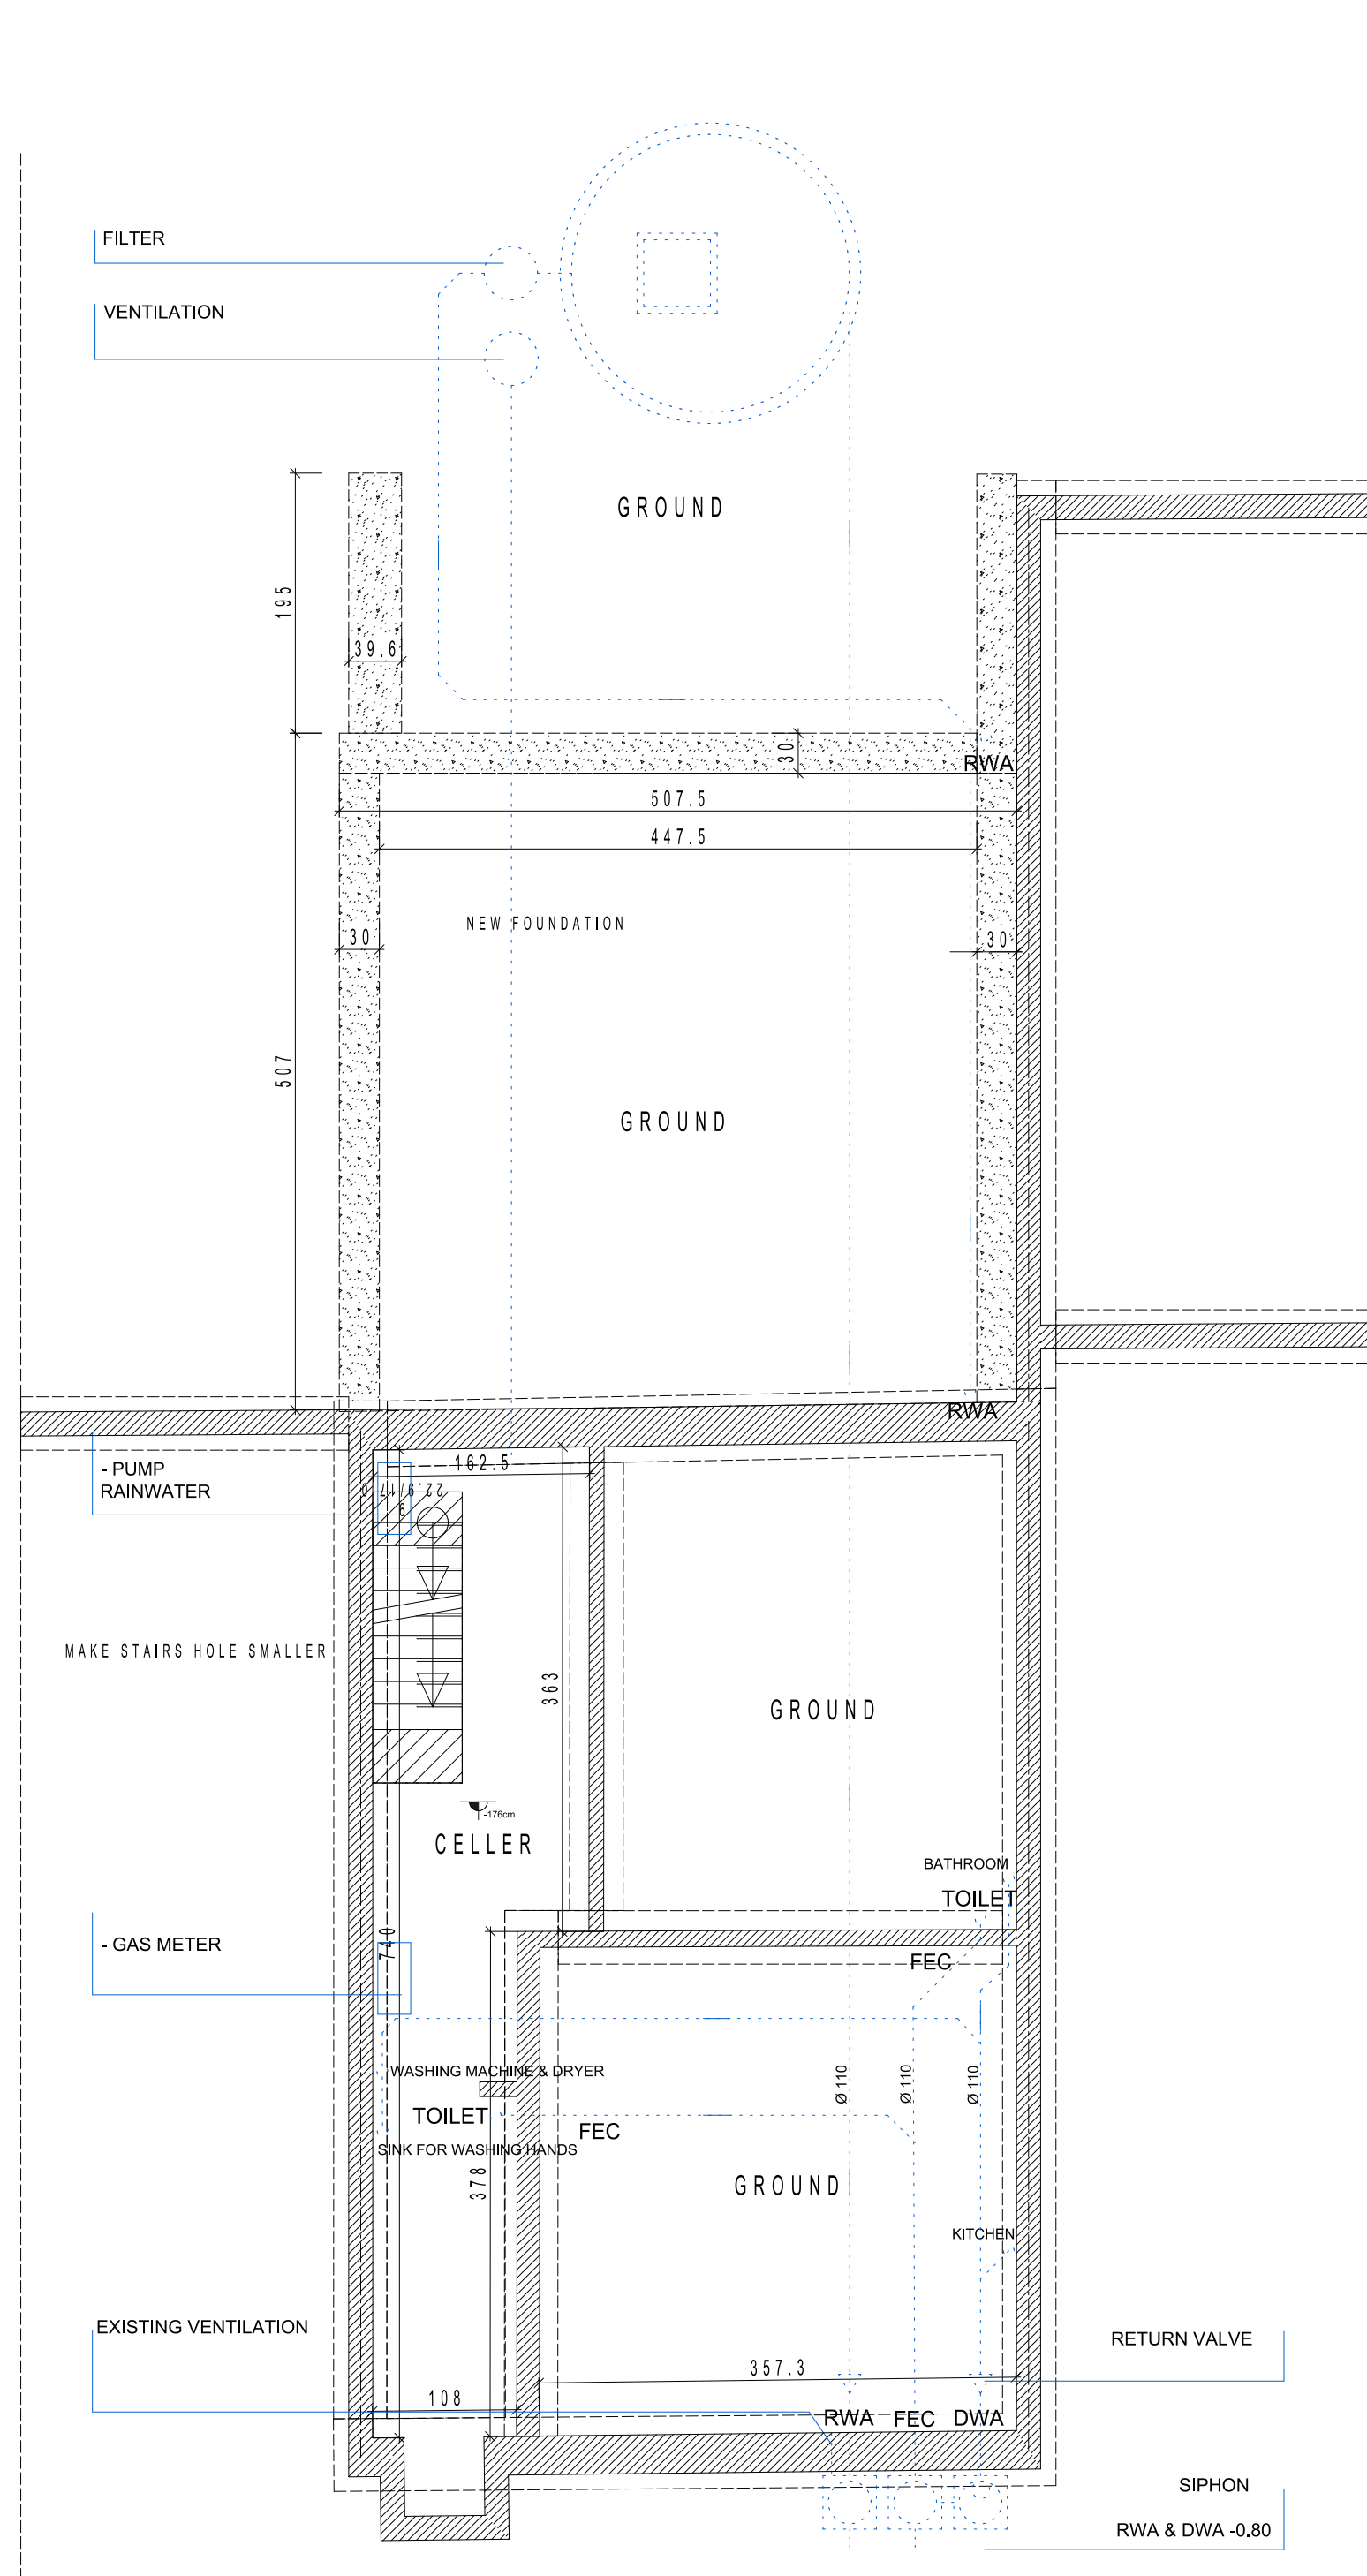 FILTER
VENTILATION
GROUND
195
39.6
30
RWA
507.5
447.5
NEW FOUNDATION
30
30
507
GROUND
RWA
- PUMP
RAINWATER
162.5
MAKE STAIRS HOLE SMALLER
363
GROUND
-176cm
CELLER
BATHROOM
TOILET
740
- GAS METER
FEC
WASHING MACHINE & DRYER
Ø 110
Ø 110
Ø 110
TOILET
FEC
SINK FOR WASHING HANDS
378
GROUND
KITCHEN
EXISTING VENTILATION
RETURN VALVE
357.3
108
RWA
FEC
DWA
SIPHON
RWA & DWA -0.80